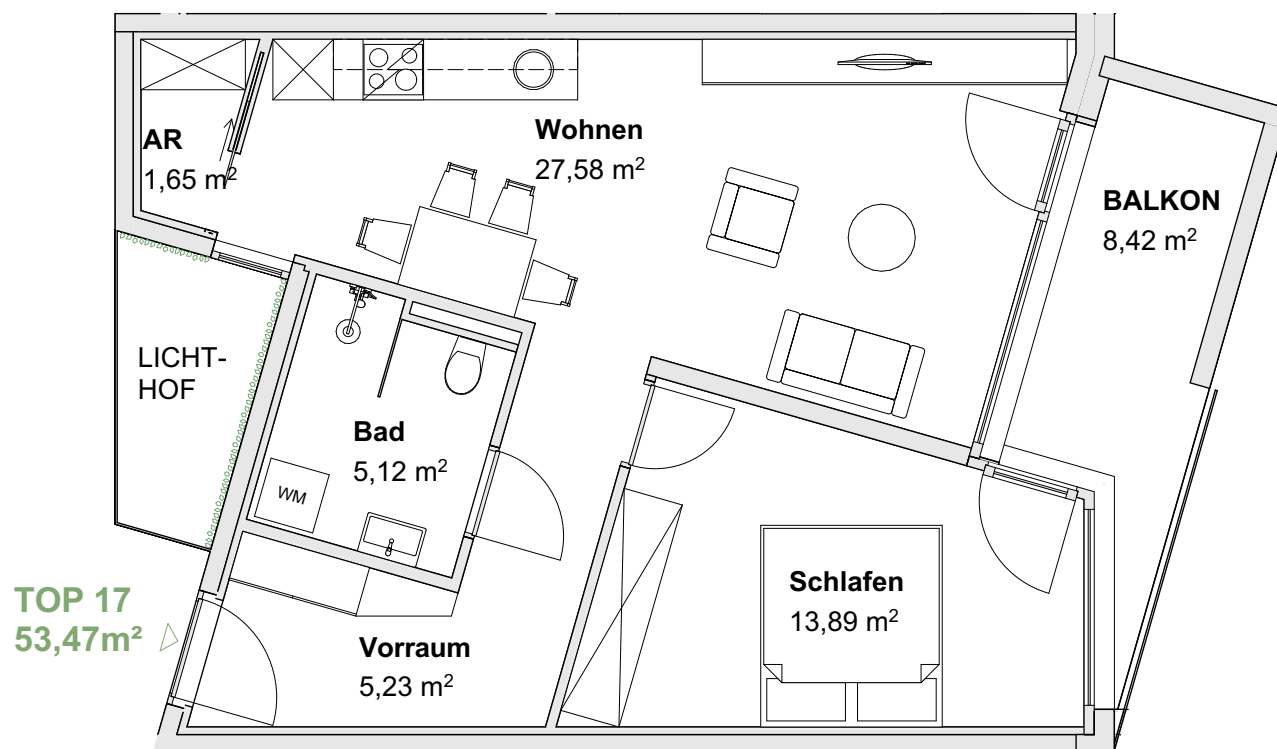 AR
1,65 m²
Wohnen
27,58 m²
BALKON
8,42 m²
LICHT-
HOF
Bad
5,12 m²
WM
Schlafen
13,89 m²
TOP 17
53,47m²
Vorraum
5,23 m²